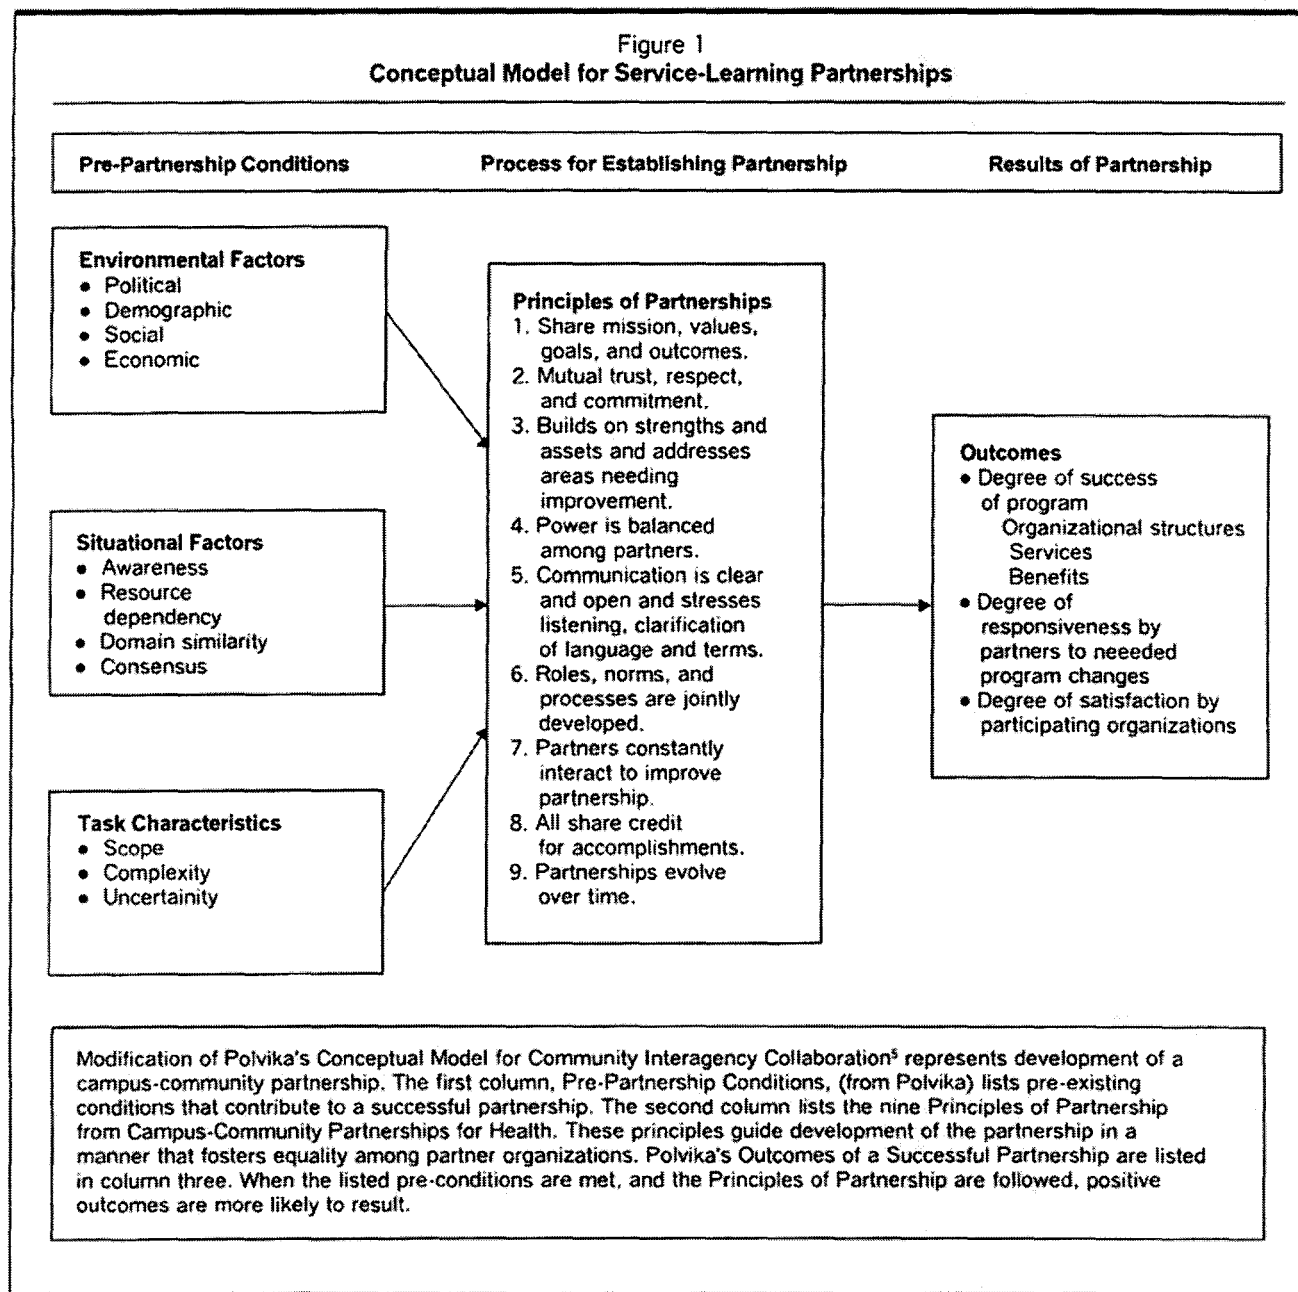 Figure 1
Conceptual Model for Service-Learning Partnerships
Pre-Partnership Conditions
Process for Establishing Partnership
Results of Partnership
Environmental Factors
• Political
• Demographic
• Social
• Economic
Situational Factors
• Awareness
• Resource
dependency
• Domain similarity
• Consensus
Task Characteristics
• Scope
• Complexity
• Uncertainity
Principles of Partnerships
1. Share mission, values,
goals, and outcomes.
2. Mutual trust, respect,
and commitment.
3. Builds on strengths and
assets and addresses
areas needing
improvement.
4. Power is balanced
among partners.
5. Communication is clear
and open and stresses
listening, clarification
of language and terms.
6. Roles, norms, and
processes are jointly
developed.
7. Partners constantly
interact to improve
partnership.
8. All share credit
for accomplishments.
9. Partnerships evolve
over time.
Outcomes
• Degree of success
of program
Organizational structures
Services
Benefits
• Degree of
responsiveness by
partners to neeeded
program changes
• Degree of satisfaction by
participating organizations
Modification of Polvika's Conceptual Model for Community Interagency Collaboration⁵ represents development of a
campus-community partnership. The first column, Pre-Partnership Conditions, (from Polvika) lists pre-existing
conditions that contribute to a successful partnership. The second column lists the nine Principles of Partnership
from Campus-Community Partnerships for Health. These principles guide development of the partnership in a
manner that fosters equality among partner organizations. Polvika's Outcomes of a Successful Partnership are listed
in column three. When the listed pre-conditions are met, and the Principles of Partnership are followed, positive
outcomes are more likely to result.